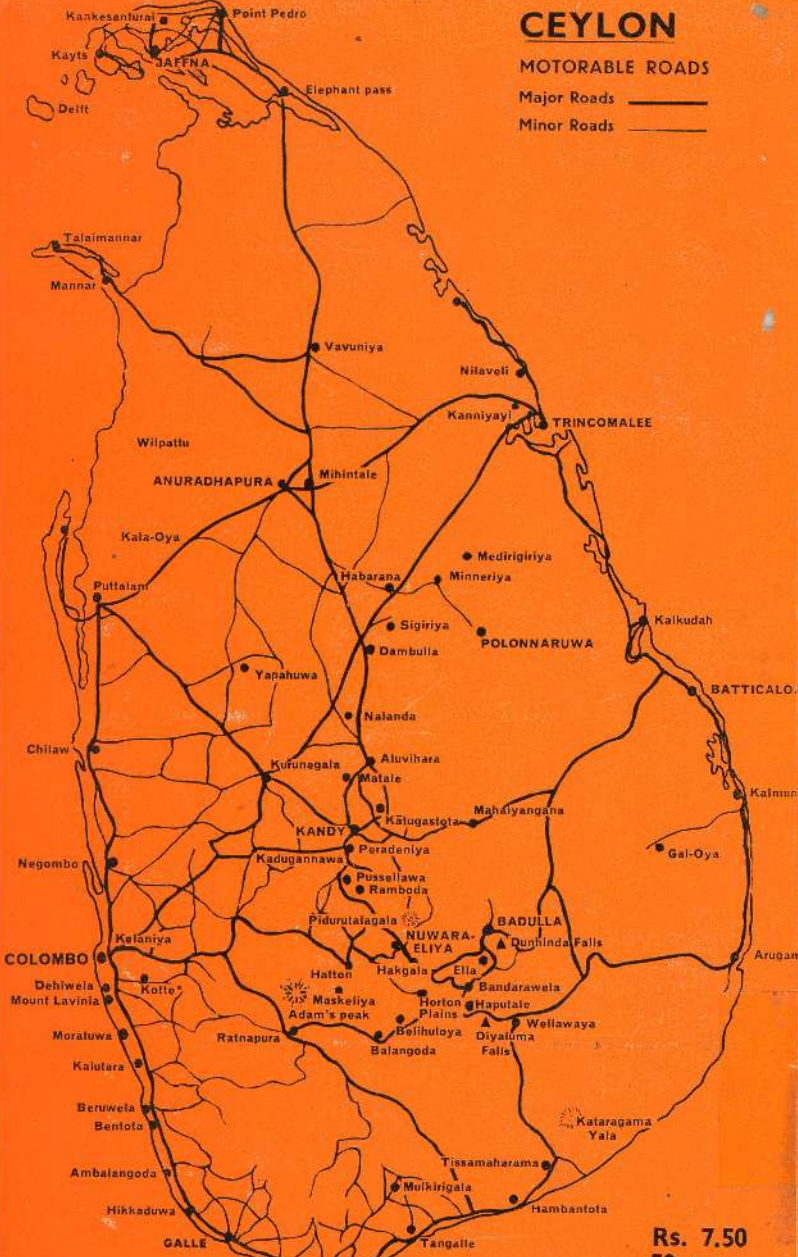 CEYLON
MOTORABLE ROADS
Major Roads
Minor Roads
Kankesanturai
Point Pedro
Kayts
JAFFNA
Elephant pass
Delft
Talaimannar
Mannar
Vavuniya
Nilaveli
Kanniyayi
TRINCOMALEE
Wilpattu
ANURADHAPURA
Mihintale
Kala-Oya
Medirigiriya
Habarana
Minneriya
Puttalam
Sigiriya
Kalkudah
POLONNARUWA
Dambulla
Yapahuwa
BATTICALO
Nalanda
Chilaw
Aluvihara
Kurunegala
Matale
Kalmun
Mahaiyangana
Katugastota
KANDY
Peradeniya
Gal-Oya
Kadugannawa
Negombo
Pussellawa
Ramboda
Pidurutalagala
BADULLA
Kelaniya
NUWARA-
ELIYA
Dunhinda Falls
COLOMBO
Arugam
Hatton
Hakgala
Ella
Dehiwela
Kotte
Bandarawela
Mount Lavinia
Maskeliya
Horton
Plains
Haputale
Adam's peak
Wellawaya
Moratuwa
Ratnapura
Belihuloya
Diyaluma
Falls
Balangoda
Kalutara
Beruwela
Bentota
Kataragama
Yala
Tissamaharama
Ambalangoda
Mulkirigala
Hikkaduwa
Hambantota
GALLE
Tangalle
Rs. 7.50